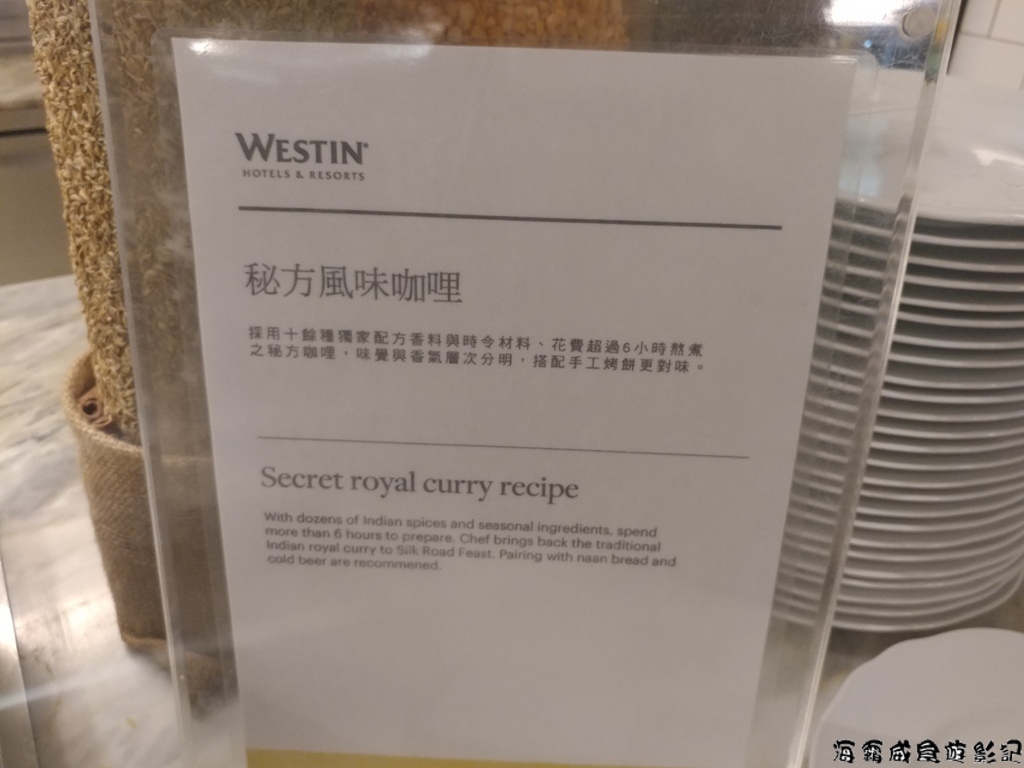 WESTIN
HOTELS & RESORTS
秘方風味咖哩
採用十餘種獨家配方香料與時令材料、花費超過6小時熬煮
之秘方咖哩，味覺與香氣層次分明，搭配手工烤餅更對味。
Secret royal curry recipe
With dozens of Indian spices and seasonal ingredients, spend
more than 6 hours to prepare. Chef brings back the traditional
Indian royal curry to Silk Road Feast. Pairing with naan bread and
cold beer are recommened.
海爾威食遊影記